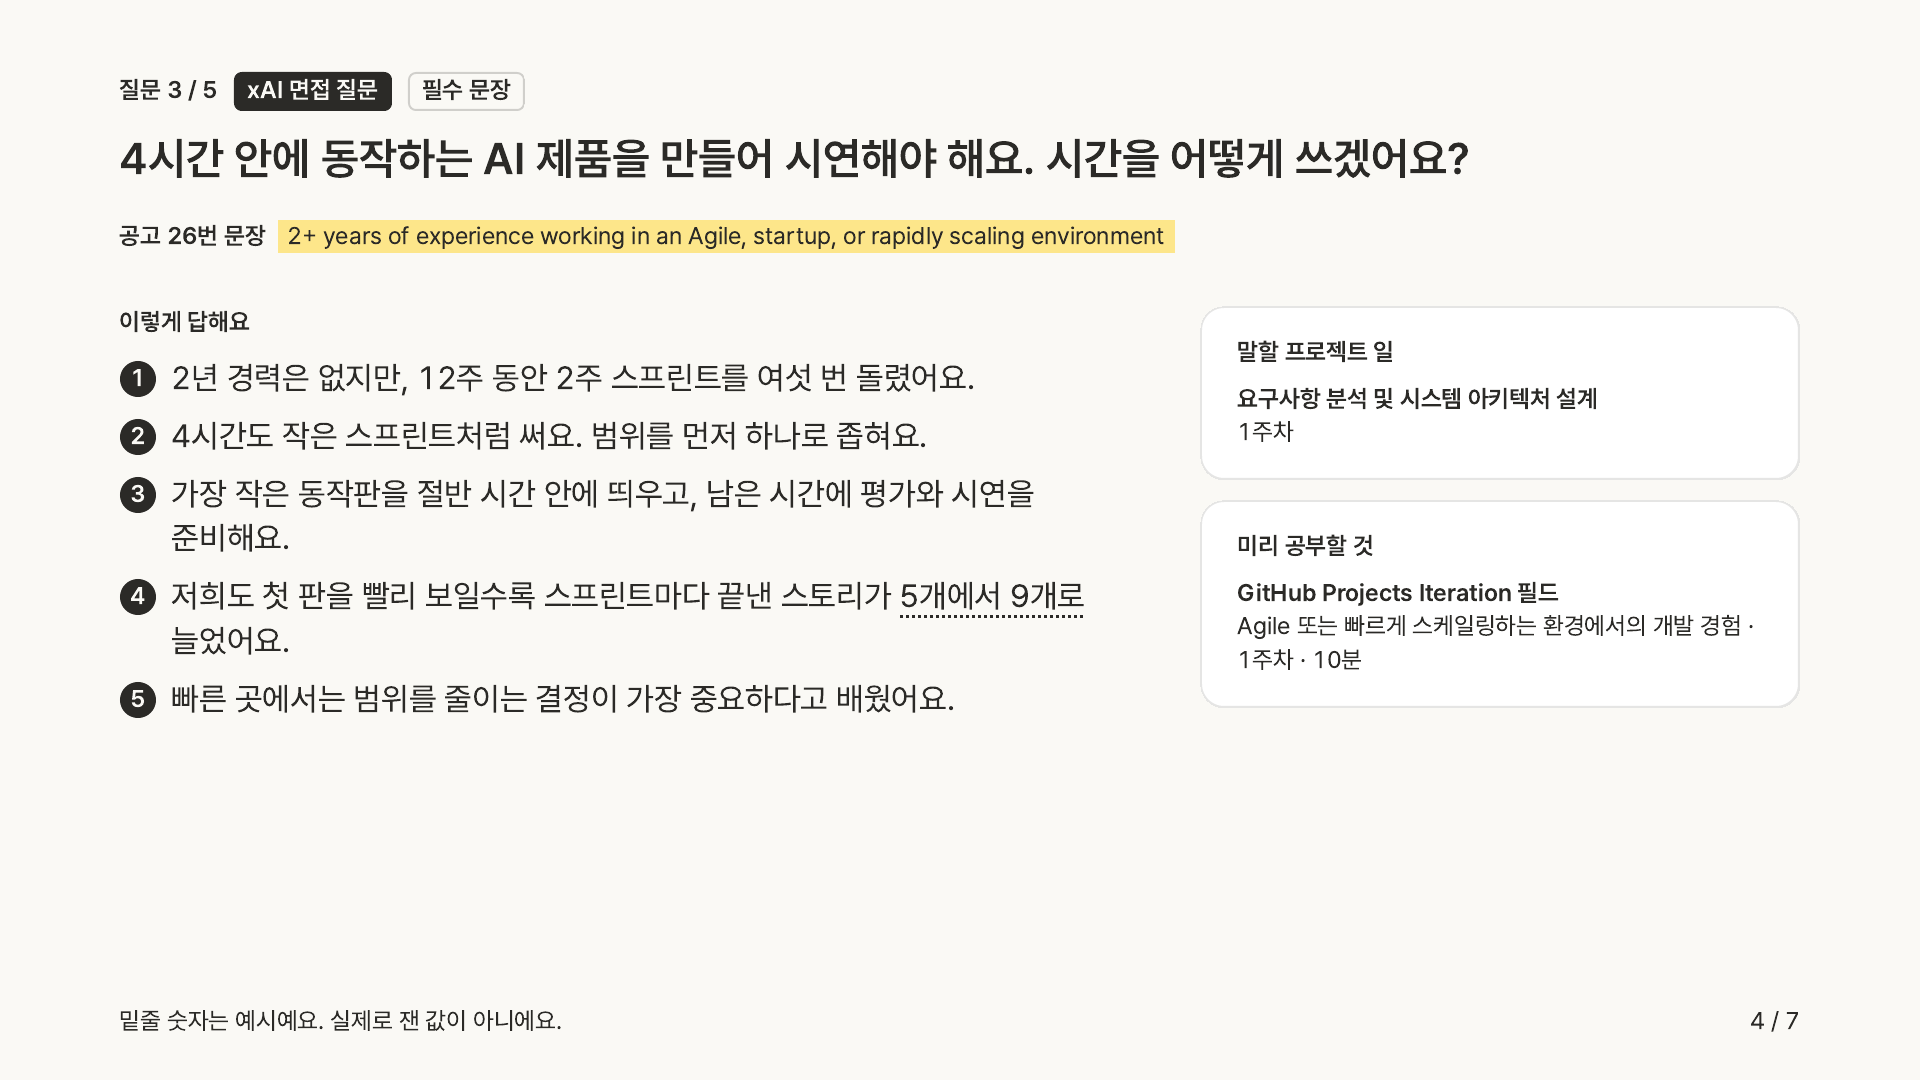 질문 3 / 5 xAI 면접 질문 필수 문장
4시간 안에 동작하는 AI 제품을 만들어 시연해야 해요. 시간을 어떻게 쓰겠어요?
공고 26번 문장 2+ years of experience working in an Agile, startup, or rapidly scaling environment
이렇게 답해요
1 2년 경력은 없지만, 12주 동안 2주 스프린트를 여섯 번 돌렸어요.
2 4시간도 작은 스프린트처럼 써요. 범위를 먼저 하나로 좁혀요.
3 가장 작은 동작판을 절반 시간 안에 띄우고, 남은 시간에 평가와 시연을
준비해요.
4 저희도 첫 판을 빨리 보일수록 스프린트마다 끝낸 스토리가 5개에서 9개로
늘었어요.
5 빠른 곳에서는 범위를 줄이는 결정이 가장 중요하다고 배웠어요.
말할 프로젝트 일
요구사항 분석 및 시스템 아키텍처 설계
1주차
미리 공부할 것
GitHub Projects Iteration 필드
Agile 또는 빠르게 스케일링하는 환경에서의 개발 경험 ·
1주차 · 10분
밑줄 숫자는 예시예요. 실제로 잰 값이 아니에요.
4 / 7